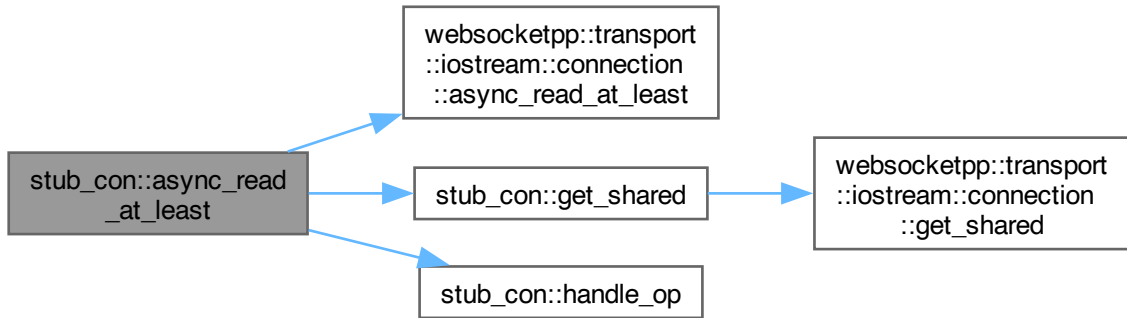 websocketpp::transport
::iostream::connection
::async_read_at_least
stub_con::async_read
_at_least
stub_con::get_shared
websocketpp::transport
::iostream::connection
::get_shared
stub_con::handle_op